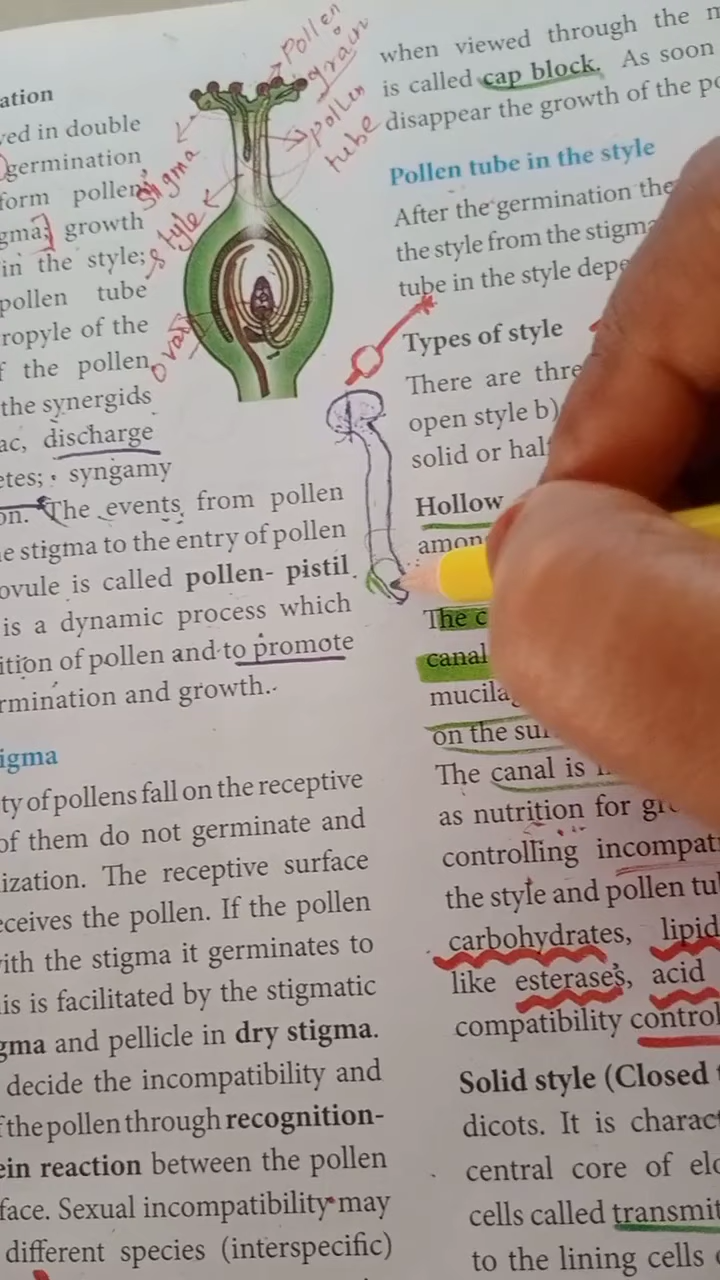 ation
ved in double
germination
form pollen
growth
in the style;
pollen tube
ropyle of the
f the pollen
the synergids
ac, discharge
etes; syngamy
on. The events from pollen
e stigma to the entry of pollen
ovule is called pollen- pistil
is a dynamic process which
ition of pollen and to promote
rmination and growth.
Pollen
grain
pollen
tube
Stigma
style
Ovary
igma
ty of pollens fall on the receptive
of them do not germinate and
ization. The receptive surface
eceives the pollen. If the pollen
with the stigma it germinates to
his is facilitated by the stigmatic
gma and pellicle in dry stigma.
decide the incompatibility and
f the pollen through recognition-
ein reaction between the pollen
face. Sexual incompatibility may
different species (interspecific)
when viewed through the m
is called cap block. As soon
disappear the growth of the po
Pollen tube in the style
After the germination the
the style from the stigma
tube in the style depe
Types of style
There are thre
open style b)
solid or hal
Hollow
amon
The c
canal
mucila
on the su
The canal is
as nutrition for gr
controlling incompat
the style and pollen tu
carbohydrates, lipid
like esterases, acid
compatibility control
Solid style (Closed
dicots. It is charact
central core of elo
cells called transmit
to the lining cells